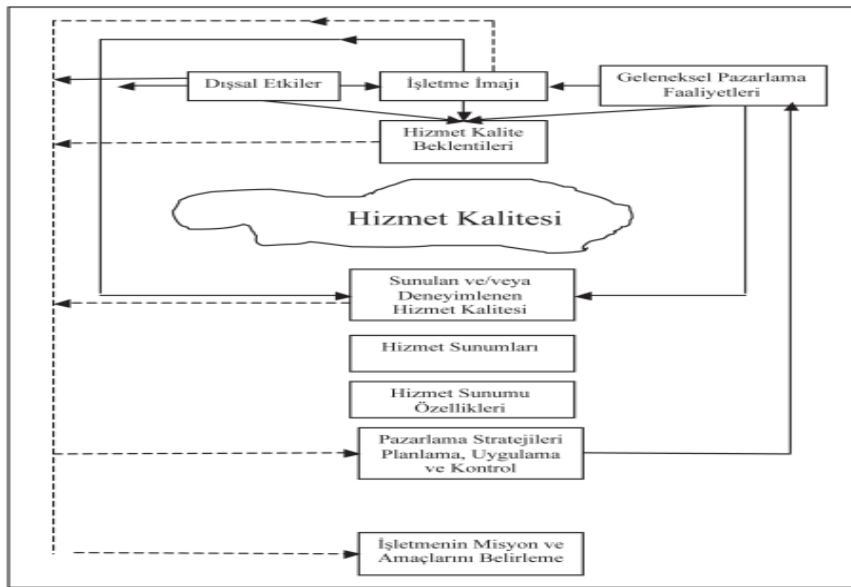 Dışsal Etkiler
İşletme İmajı
Geleneksel Pazarlama
Faaliyetleri
Hizmet Kalite
Beklentileri
Hizmet Kalitesi
Sunulan ve/veya
Deneyimlenen
Hizmet Kalitesi
Hizmet Sunumları
Hizmet Sunumu
Özellikleri
Pazarlama Stratejileri
Planlama, Uygulama
ve Kontrol
İşletmenin Misyon ve
Amaçlarını Belirleme